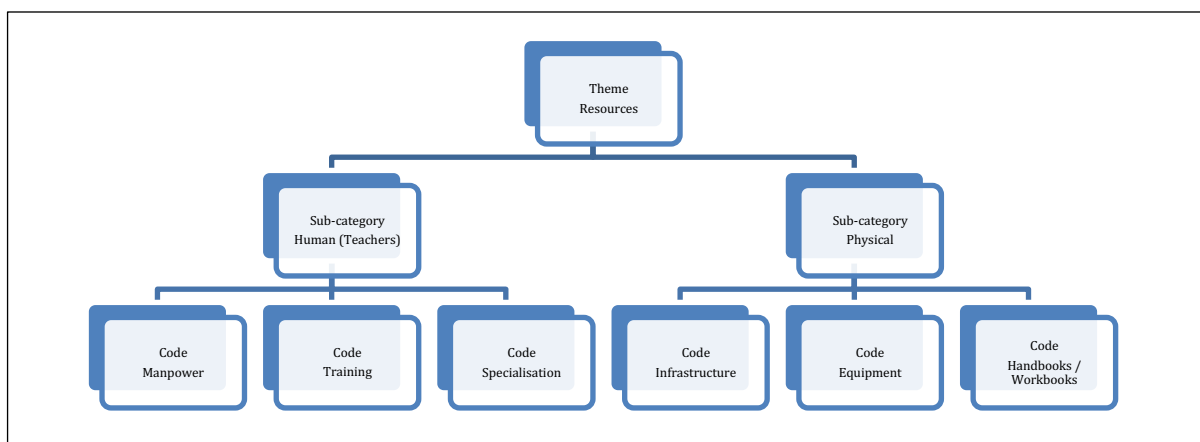 Theme
Resources
Sub-category
Human (Teachers)
Sub-category
Physical
Code
Manpower
Code
Training
Code
Specialisation
Code
Infrastructure
Code
Equipment
Code
Handbooks /
Workbooks